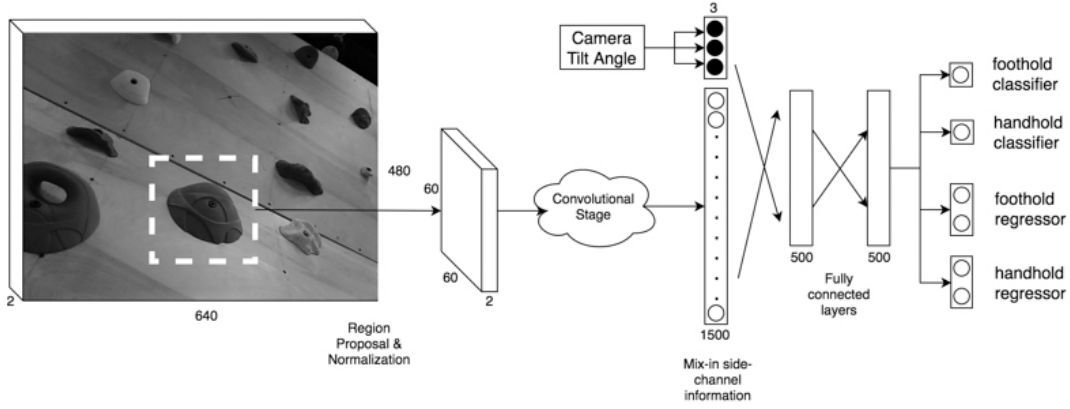 3
Camera
Tilt Angle
foothold
classifier
handhold
classifier
foothold
regressor
handhold
regressor
480
60
60
2
Convolutional
Stage
2
640
Region
Proposal &
Normalization
1500
Mix-in side-
channel
information
500
500
Fully
connected
layers